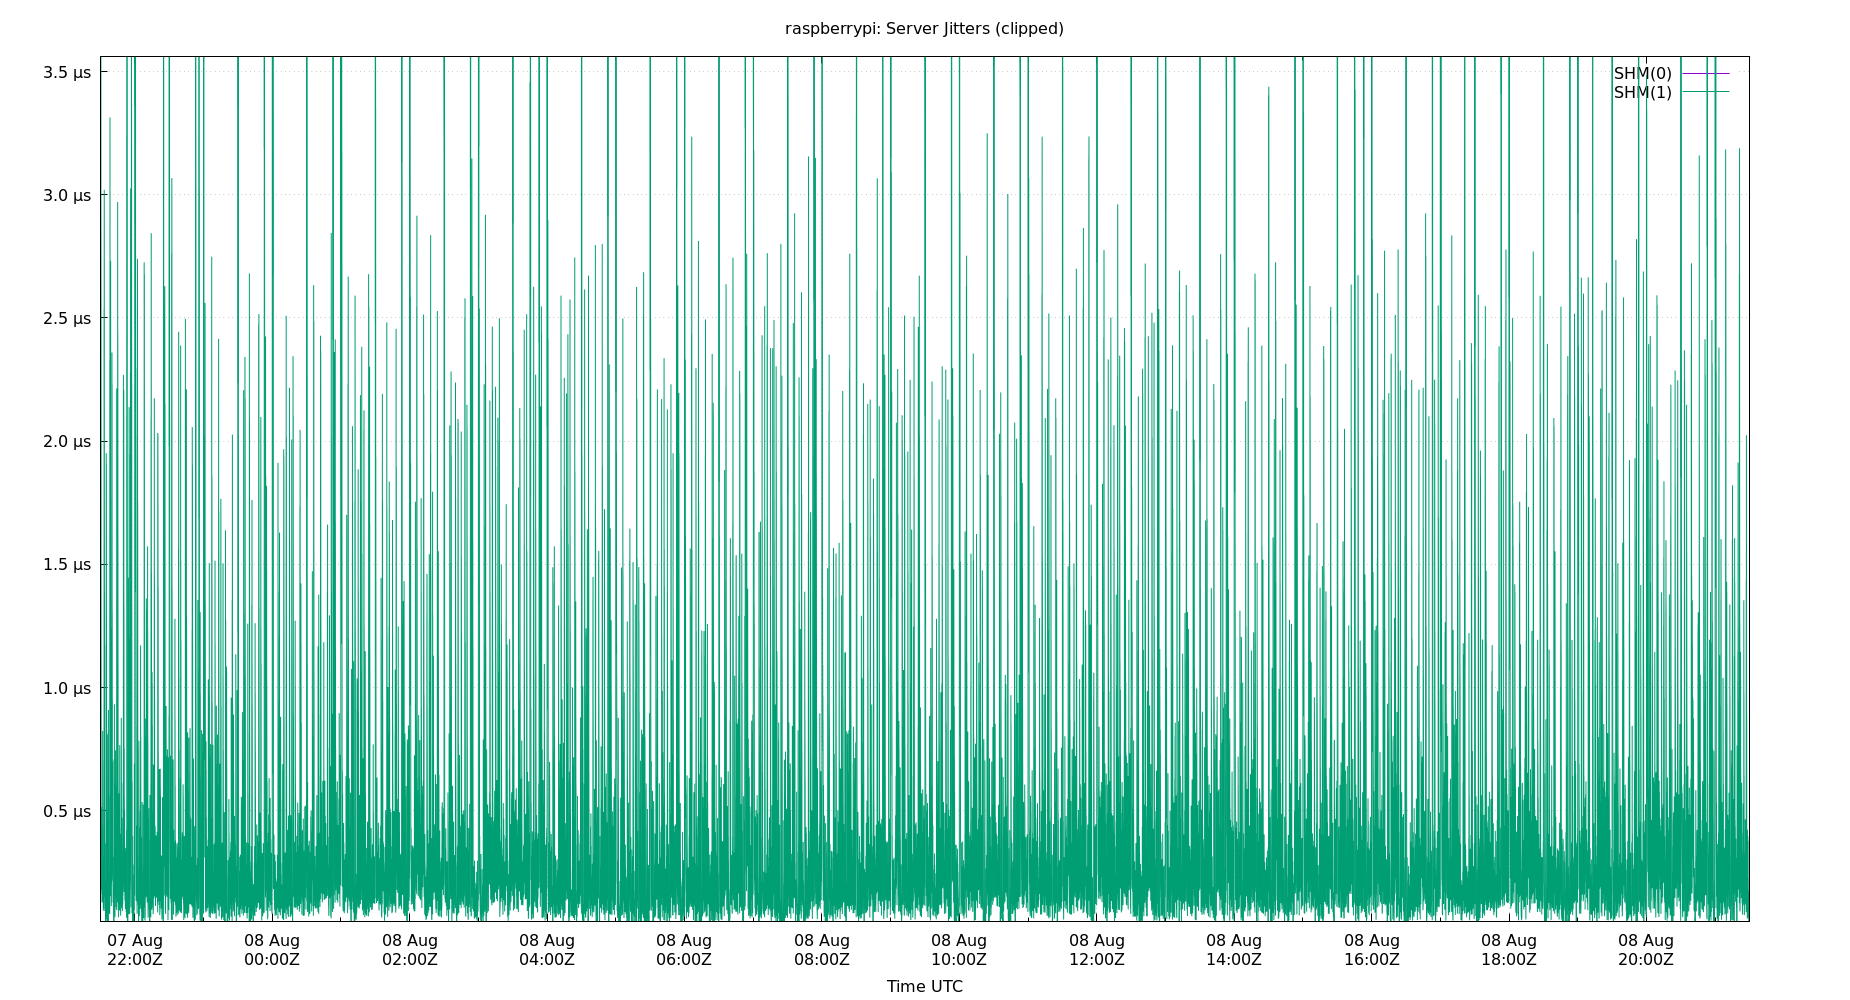 raspberrypi: Server Jitters (clipped)
3.5 µs
3.0 µs
2.5 µs
2.0 µs
1.5 µs
1.0 µs
0.5 µs
SHM(0)
SHM(1)
07 Aug 08 Aug 08 Aug 08 Aug 08 Aug 08 Aug 08 Aug 08 Aug 08 Aug 08 Aug 08 Aug 08 Aug
22:00Z 00:00Z 02:00Z 04:00Z 06:00Z 08:00Z 10:00Z 12:00Z 14:00Z 16:00Z 18:00Z 20:00Z
Time UTC